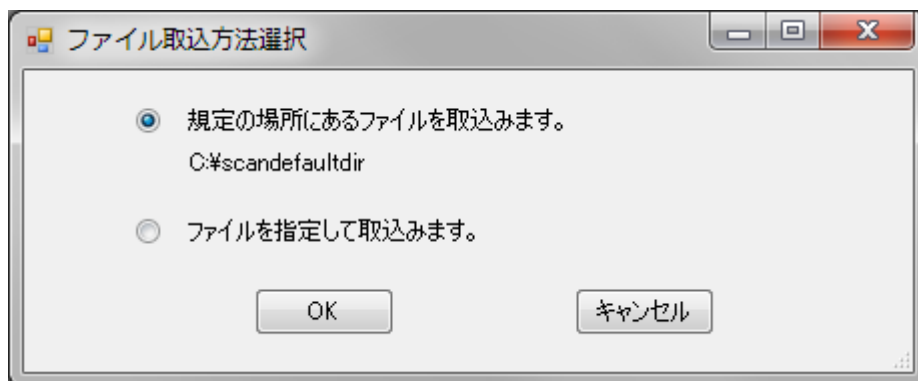 ファイル取込方法選択
規定の場所にあるファイルを取込みます。
C:¥scandefaultdir
ファイルを指定して取込みます。
OK
キャンセル